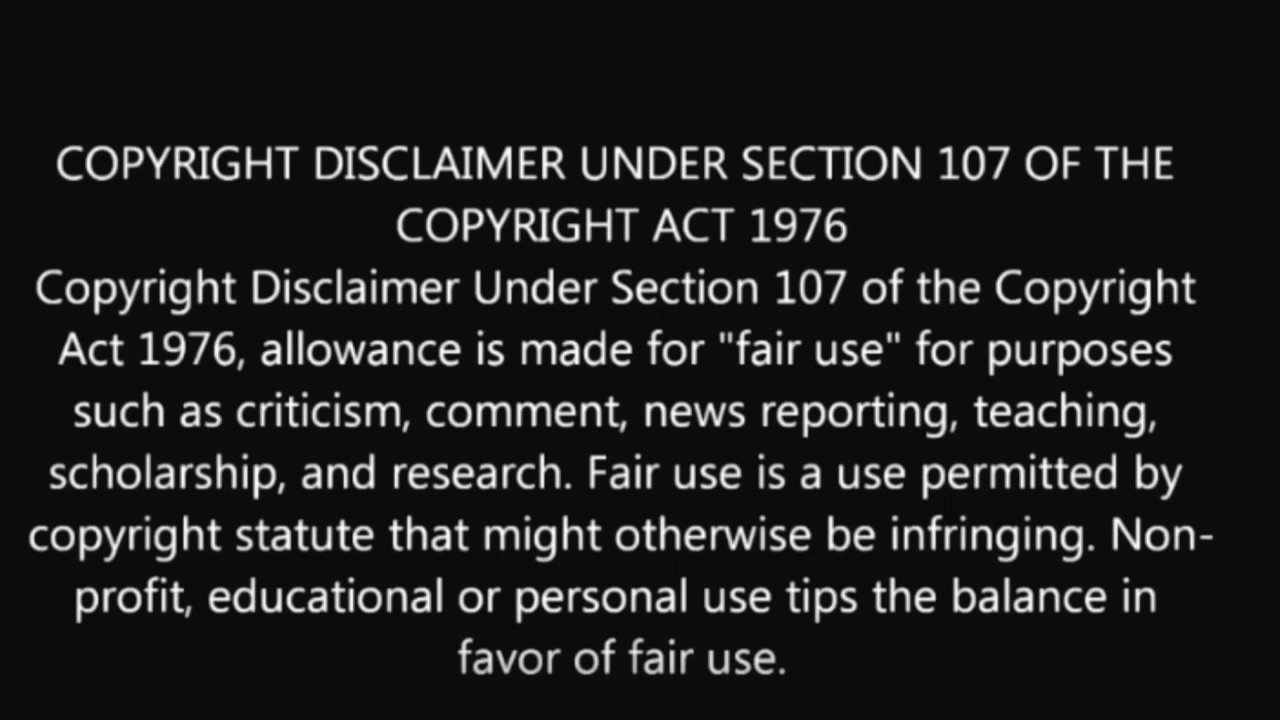 COPYRIGHT DISCLAIMER UNDER SECTION 107 OF THE
COPYRIGHT ACT 1976
Copyright Disclaimer Under Section 107 of the Copyright
Act 1976, allowance is made for "fair use" for purposes
such as criticism, comment, news reporting, teaching,
scholarship, and research. Fair use is a use permitted by
copyright statute that might otherwise be infringing. Non-
profit, educational or personal use tips the balance in
favor of fair use.